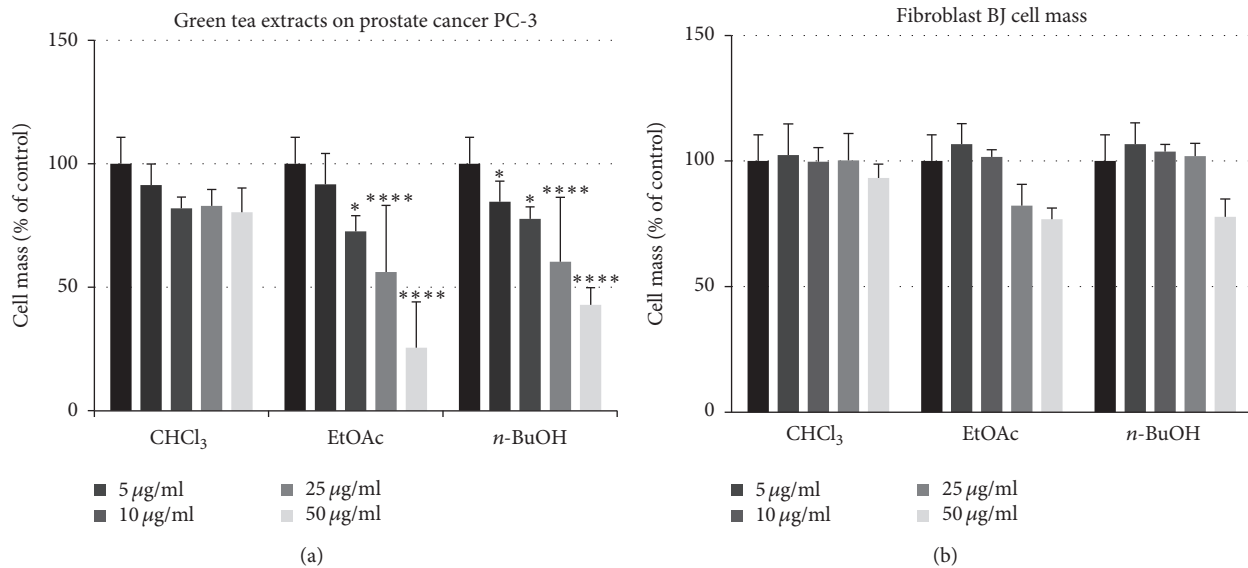 Green tea extracts on prostate cancer PC-3
150
100
50
0
Cell mass (% of control)
*
****
****
*
*
****
****
CHCl₃
EtOAc
n-BuOH
5 μg/ml
10 μg/ml
25 μg/ml
50 μg/ml
(a)
Fibroblast BJ cell mass
150
100
50
0
Cell mass (% of control)
CHCl₃
EtOAc
n-BuOH
5 μg/ml
10 μg/ml
25 μg/ml
50 μg/ml
(b)